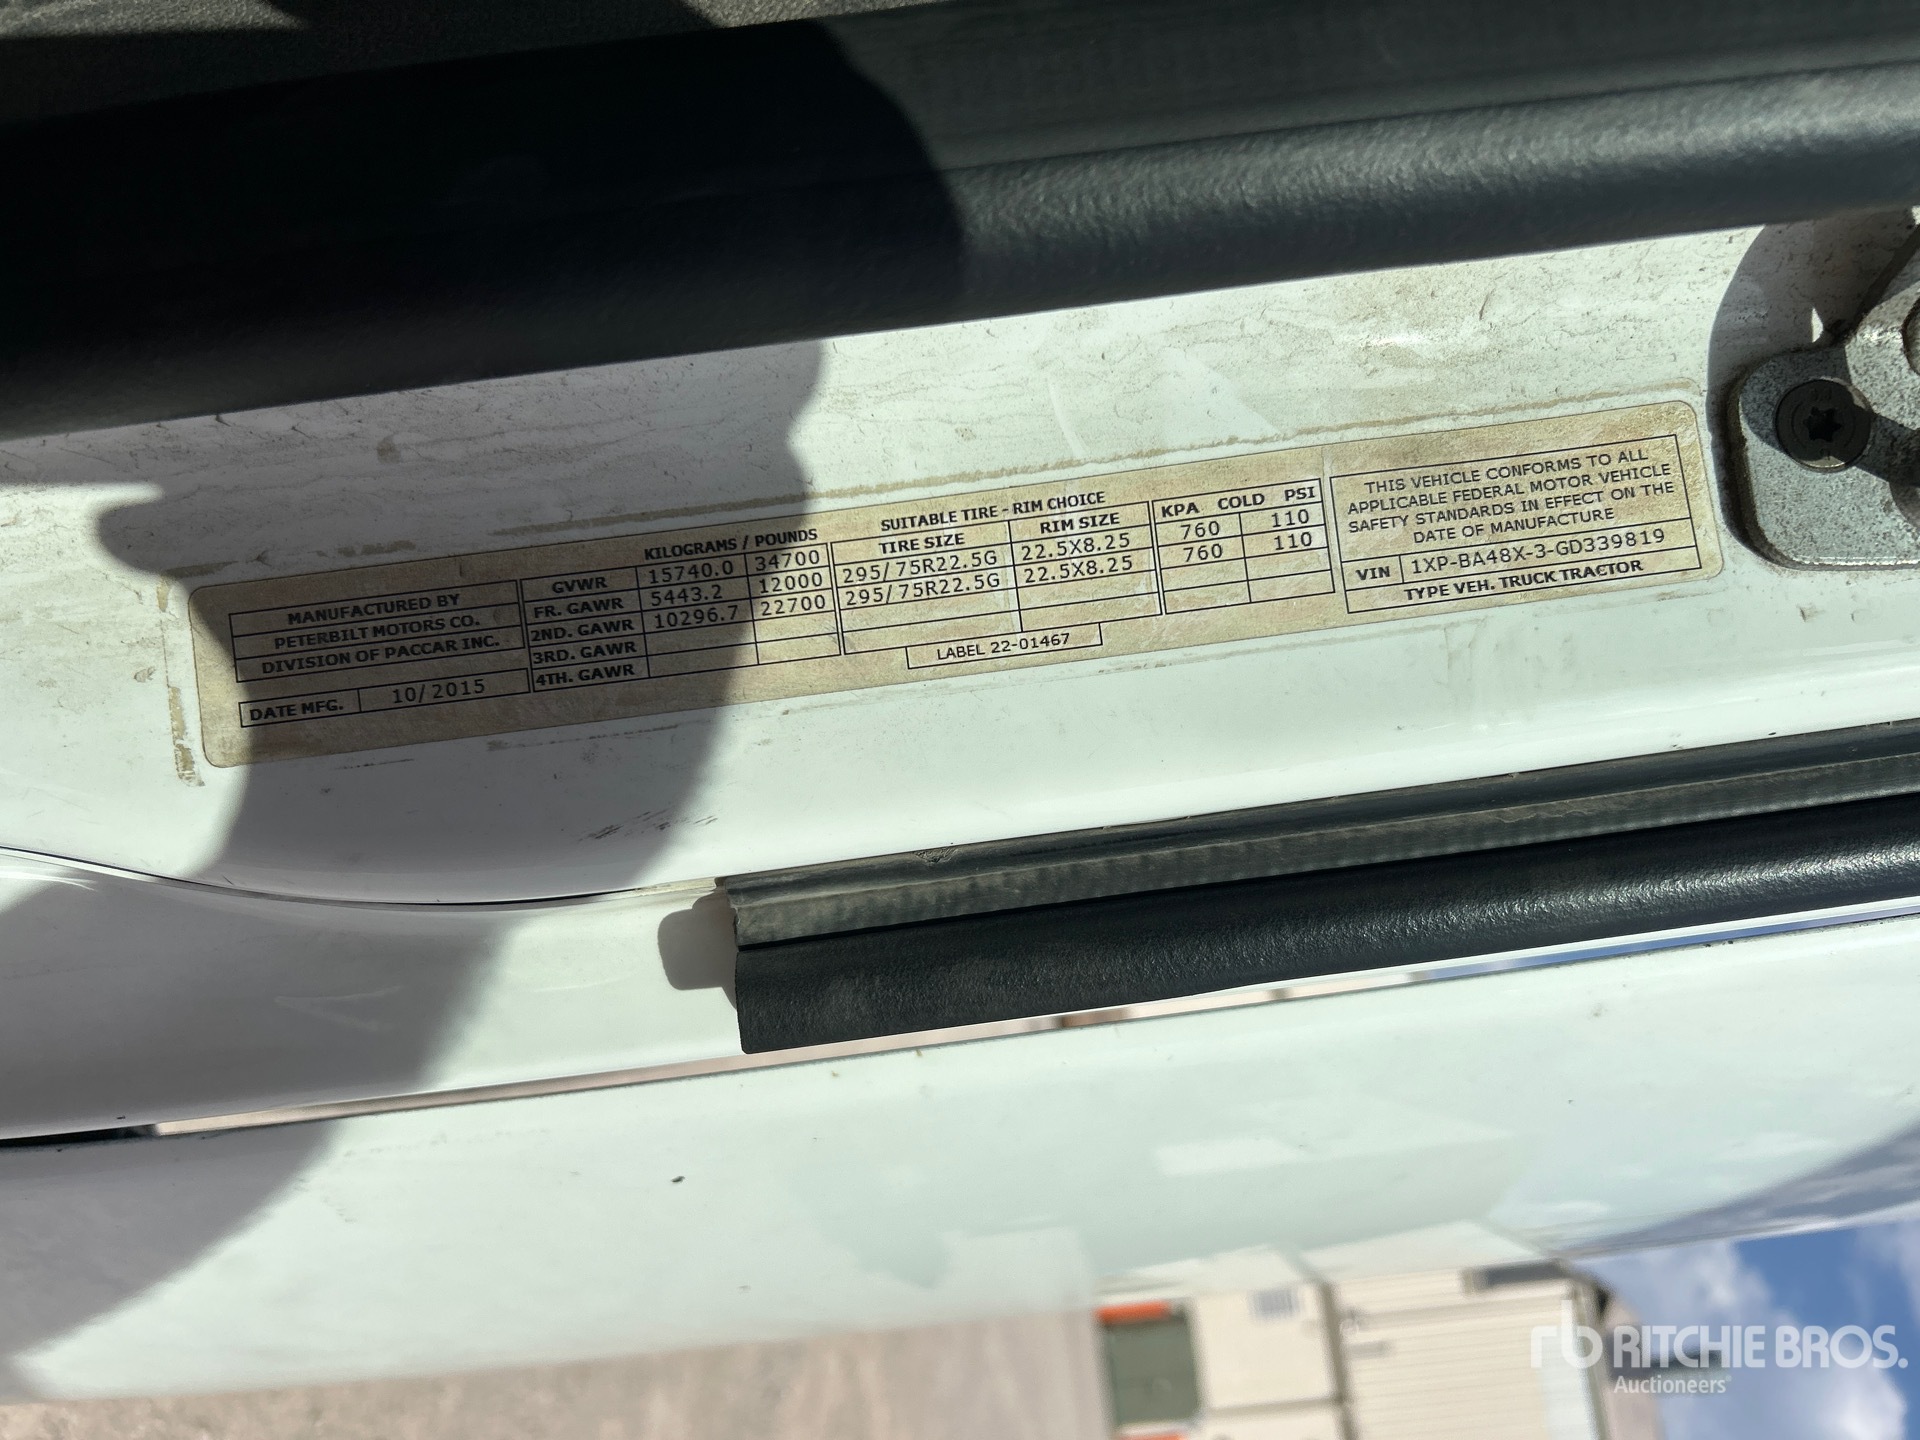 MANUFACTURED BY
PETERBILT MOTORS CO.
DIVISION OF PACCAR INC.
DATE MFG. 10/2015
KILOGRAMS / POUNDS
GVWR 15740.0 34700
FR. GAWR 5443.2 12000
2ND. GAWR 10296.7 22700
3RD. GAWR
4TH. GAWR
SUITABLE TIRE - RIM CHOICE
TIRE SIZE RIM SIZE
295/75R22.5G 22.5X8.25
295/75R22.5G 22.5X8.25
KPA COLD PSI
760 110
760 110
LABEL 22-01467
THIS VEHICLE CONFORMS TO ALL
APPLICABLE FEDERAL MOTOR VEHICLE
SAFETY STANDARDS IN EFFECT ON THE
DATE OF MANUFACTURE
VIN 1XP-BA48X-3-GD339819
TYPE VEH. TRUCK TRACTOR
rb RITCHIE BROS.
Auctioneers